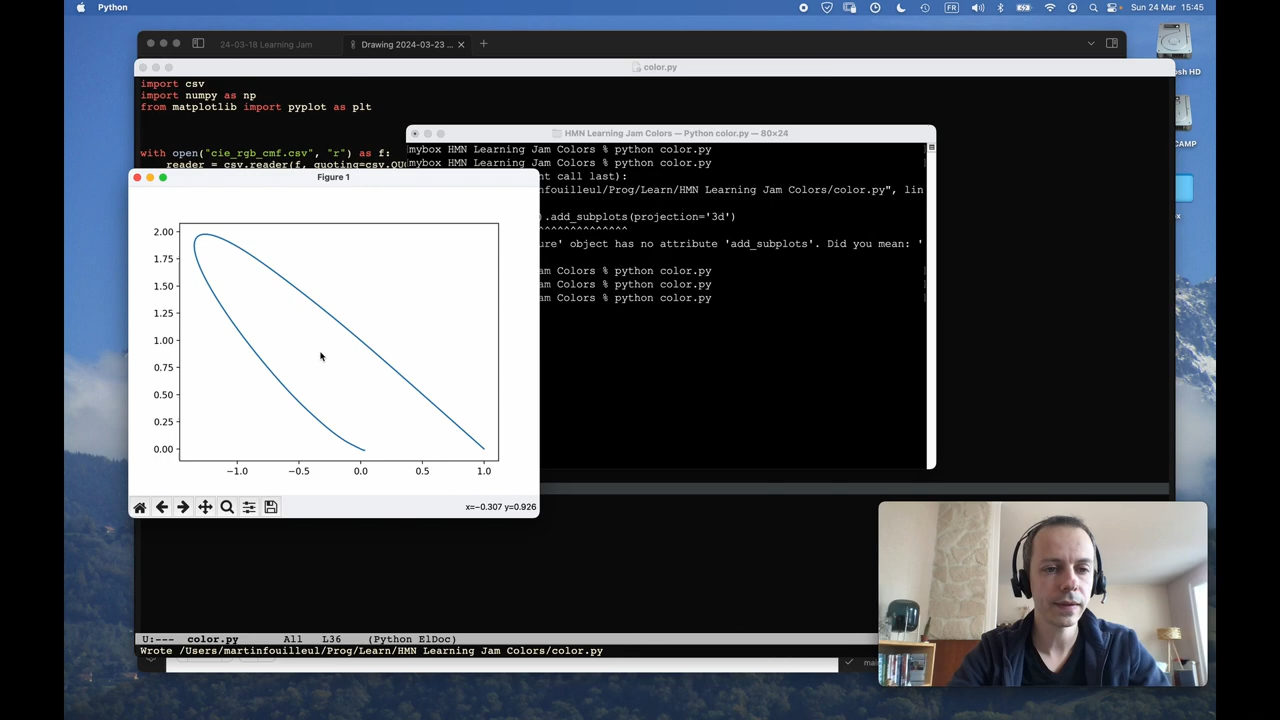 Python FR Sun 24 Mar 15:45
24-03-18 Learning Jam Drawing 2024-03-23 ...
color.py
import csv
import numpy as np
from matplotlib import pyplot as plt
with open("cie_rgb_cmf.csv", "r") as f:
reader = csv.reader(f, quoting=csv.QU
HMN Learning Jam Colors — Python color.py — 80×24
mybox HMN Learning Jam Colors % python color.py
mybox HMN Learning Jam Colors % python color.py
nt call last):
nfouilleul/Prog/Learn/HMN Learning Jam Colors/color.py", lin
).add_subplots(projection='3d')
^^^^^^^^^^^^^^
ure' object has no attribute 'add_subplots'. Did you mean: '
am Colors % python color.py
am Colors % python color.py
am Colors % python color.py
Figure 1
2.00
1.75
1.50
1.25
1.00
0.75
0.50
0.25
0.00
−1.0 −0.5 0.0 0.5 1.0
x=−0.307 y=0.926
osh HD
CAMP
U:--- color.py All L36 (Python ElDoc)
Wrote /Users/martinfouilleul/Prog/Learn/HMN Learning Jam Colors/color.py
mai